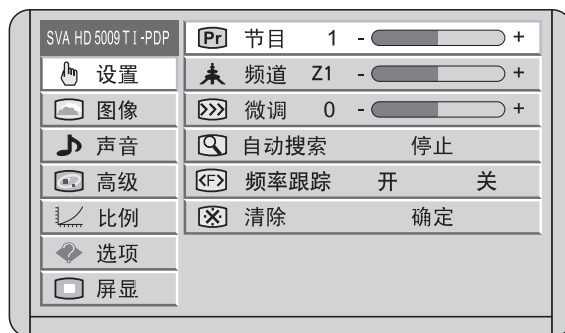 SVA HD 5009 T I -PDP
设置
图像
声音
高级
比例
选项
屏显
Pr 节目 1 - +
频道 Z1 - +
>>> 微调 0 - +
自动搜索 停止
<F> 频率跟踪 开 关
清除 确定